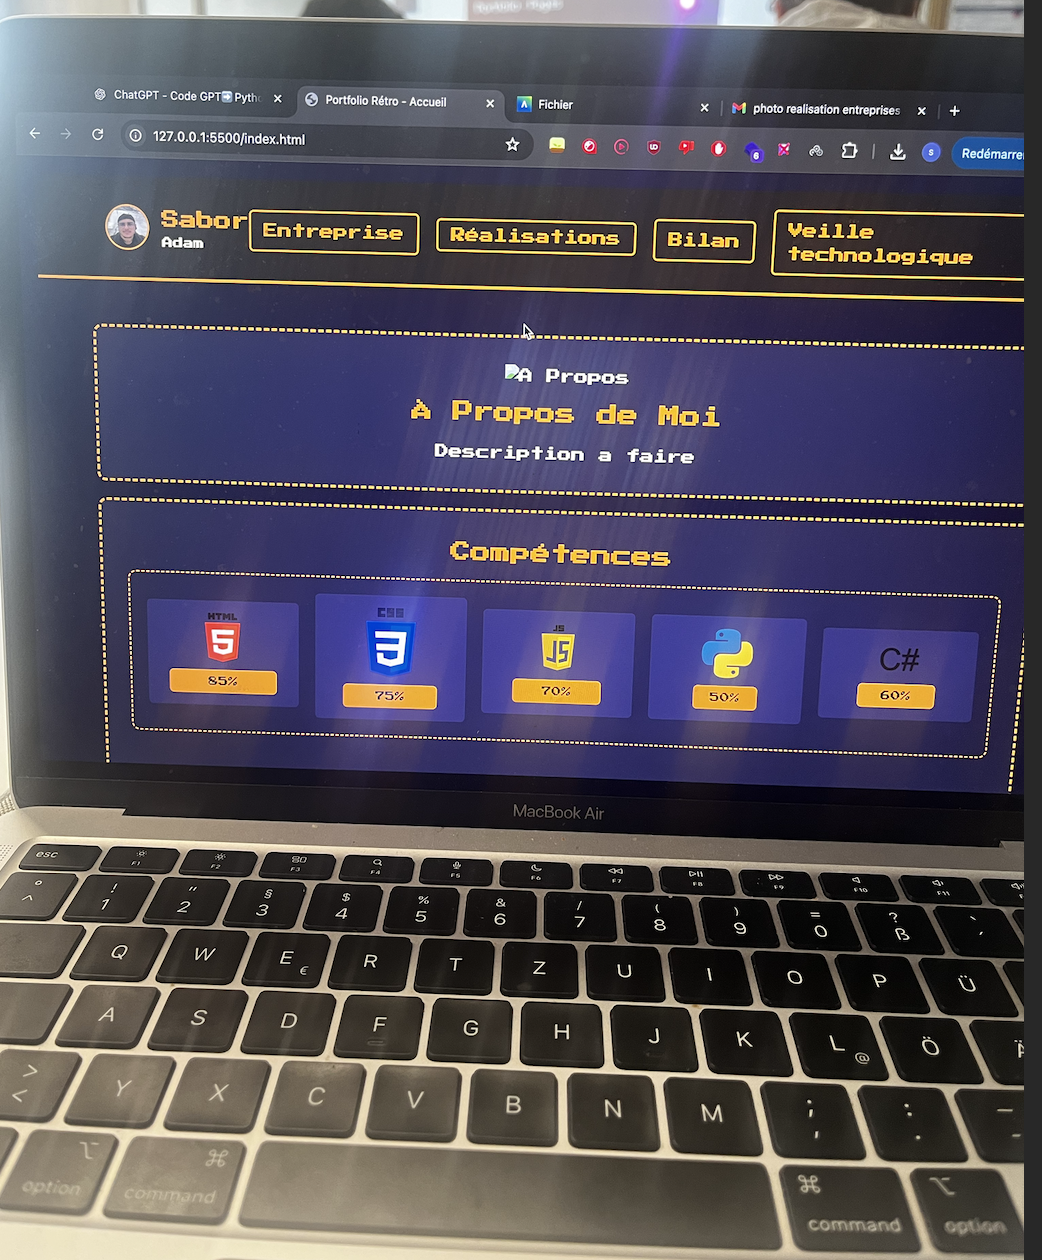 ChatGPT - Code GPT Pytho
Portfolio Rétro - Accueil
Fichier
photo realisation entreprises
127.0.0.1:5500/index.html
6
s
Redémarrer
Sabor
Adam
Entreprise
Réalisations
Bilan
Veille
technologique
A Propos
À Propos de Moi
Description a faire
Compétences
HTML
5
85%
CSS
3
75%
JS
JS
70%
50%
C#
60%
MacBook Air
esc
F1 F2 F3 F4 F5 F6 F7 F8 F9 F10 F11
° ! " § $ % & / ( ) = ? `
^ 1 2 3 4 5 6 7 8 9 0 ß ´
Q W E € R T Z U I O P Ü
A S D F G H J K L @ Ö Ä
> < Y X C V B N M ; , : . _ -
⌥ ⌘ ⌘ ⌥
option command command option